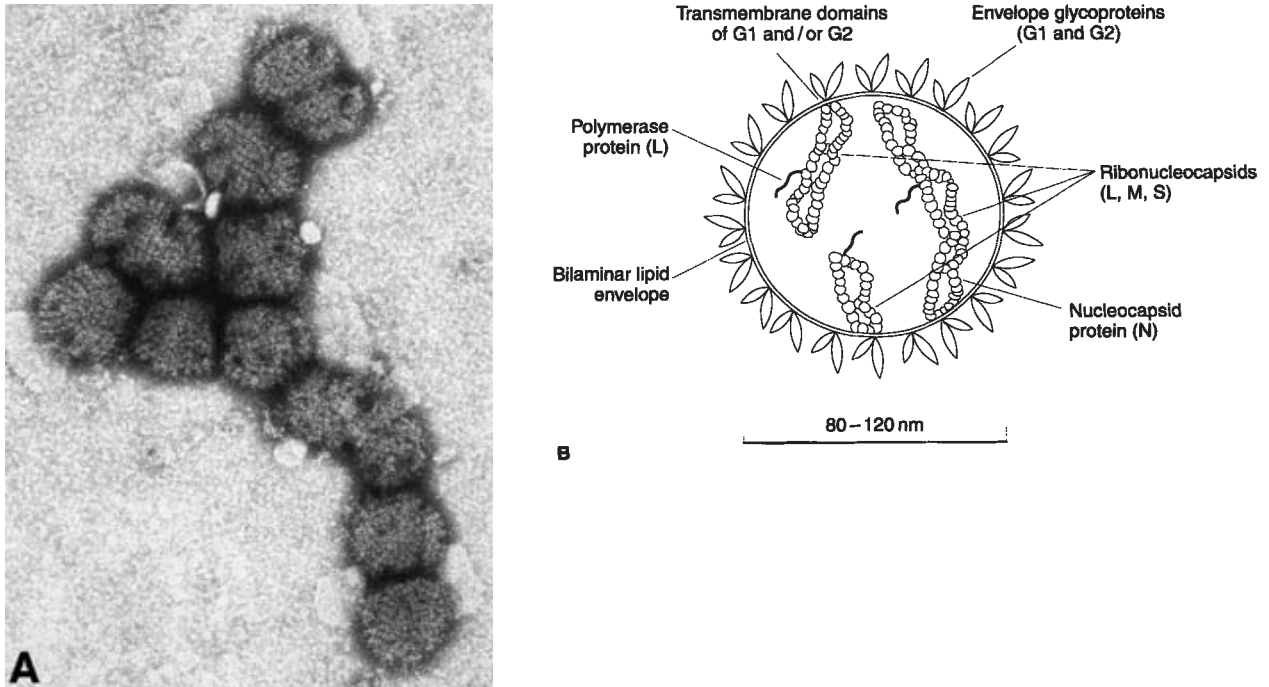 A
Transmembrane domains
of G1 and/or G2
Envelope glycoproteins
(G1 and G2)
Polymerase
protein (L)
Ribonucleocapsids
(L, M, S)
Bilaminar lipid
envelope
Nucleocapsid
protein (N)
80–120 nm
B